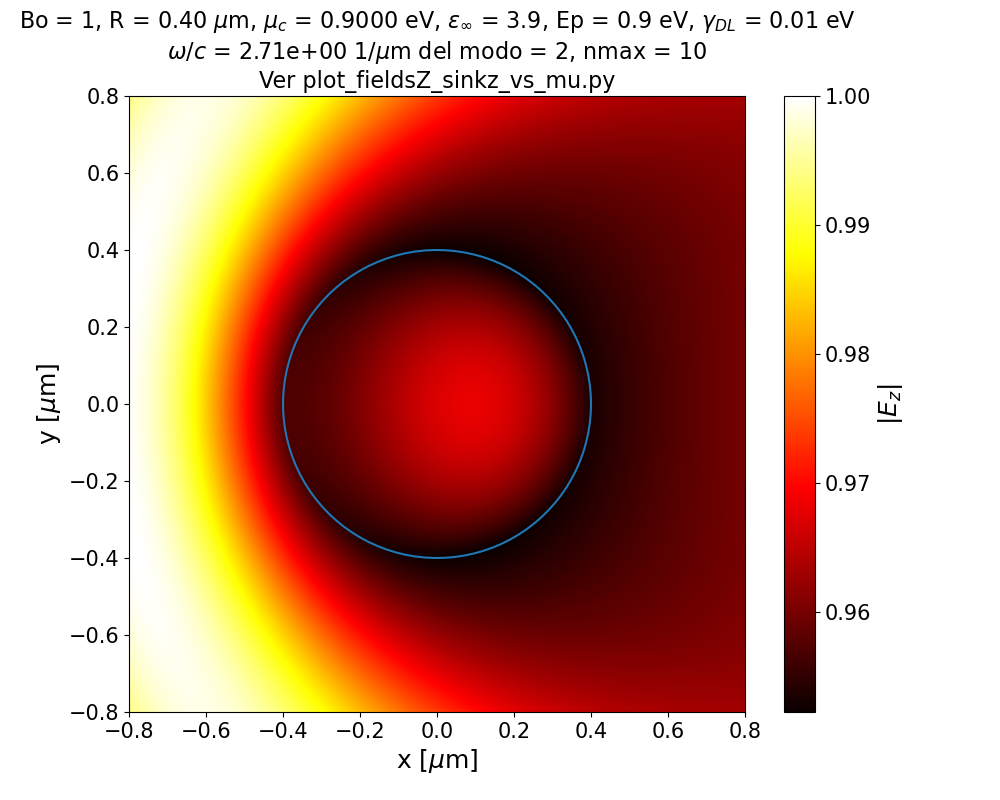 Bo = 1, R = 0.40 μm, μc = 0.9000 eV, ε∞ = 3.9, Ep = 0.9 eV, γDL = 0.01 eV
ω/c = 2.71e+00 1/μm del modo = 2, nmax = 10
Ver plot_fieldsZ_sinkz_vs_mu.py
0.8
0.6
0.4
0.2
0.0
−0.2
−0.4
−0.6
−0.8
y [μm]
−0.8 −0.6 −0.4 −0.2 0.0 0.2 0.4 0.6 0.8
x [μm]
1.00
0.99
0.98
0.97
0.96
|Ez|